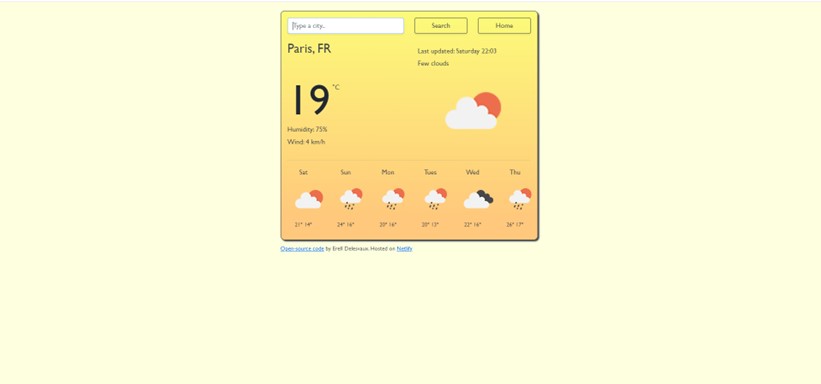 Type a city..
Search
Home
Paris, FR
Last updated: Saturday 22:03
Few clouds
19 °C
Humidity: 75%
Wind: 4 km/h
Sat Sun Mon Tues Wed Thu
21° 14° 24° 16° 20° 16° 20° 13° 22° 16° 26° 17°
Open-source code by Erell Delevaux. Hosted on Netlify